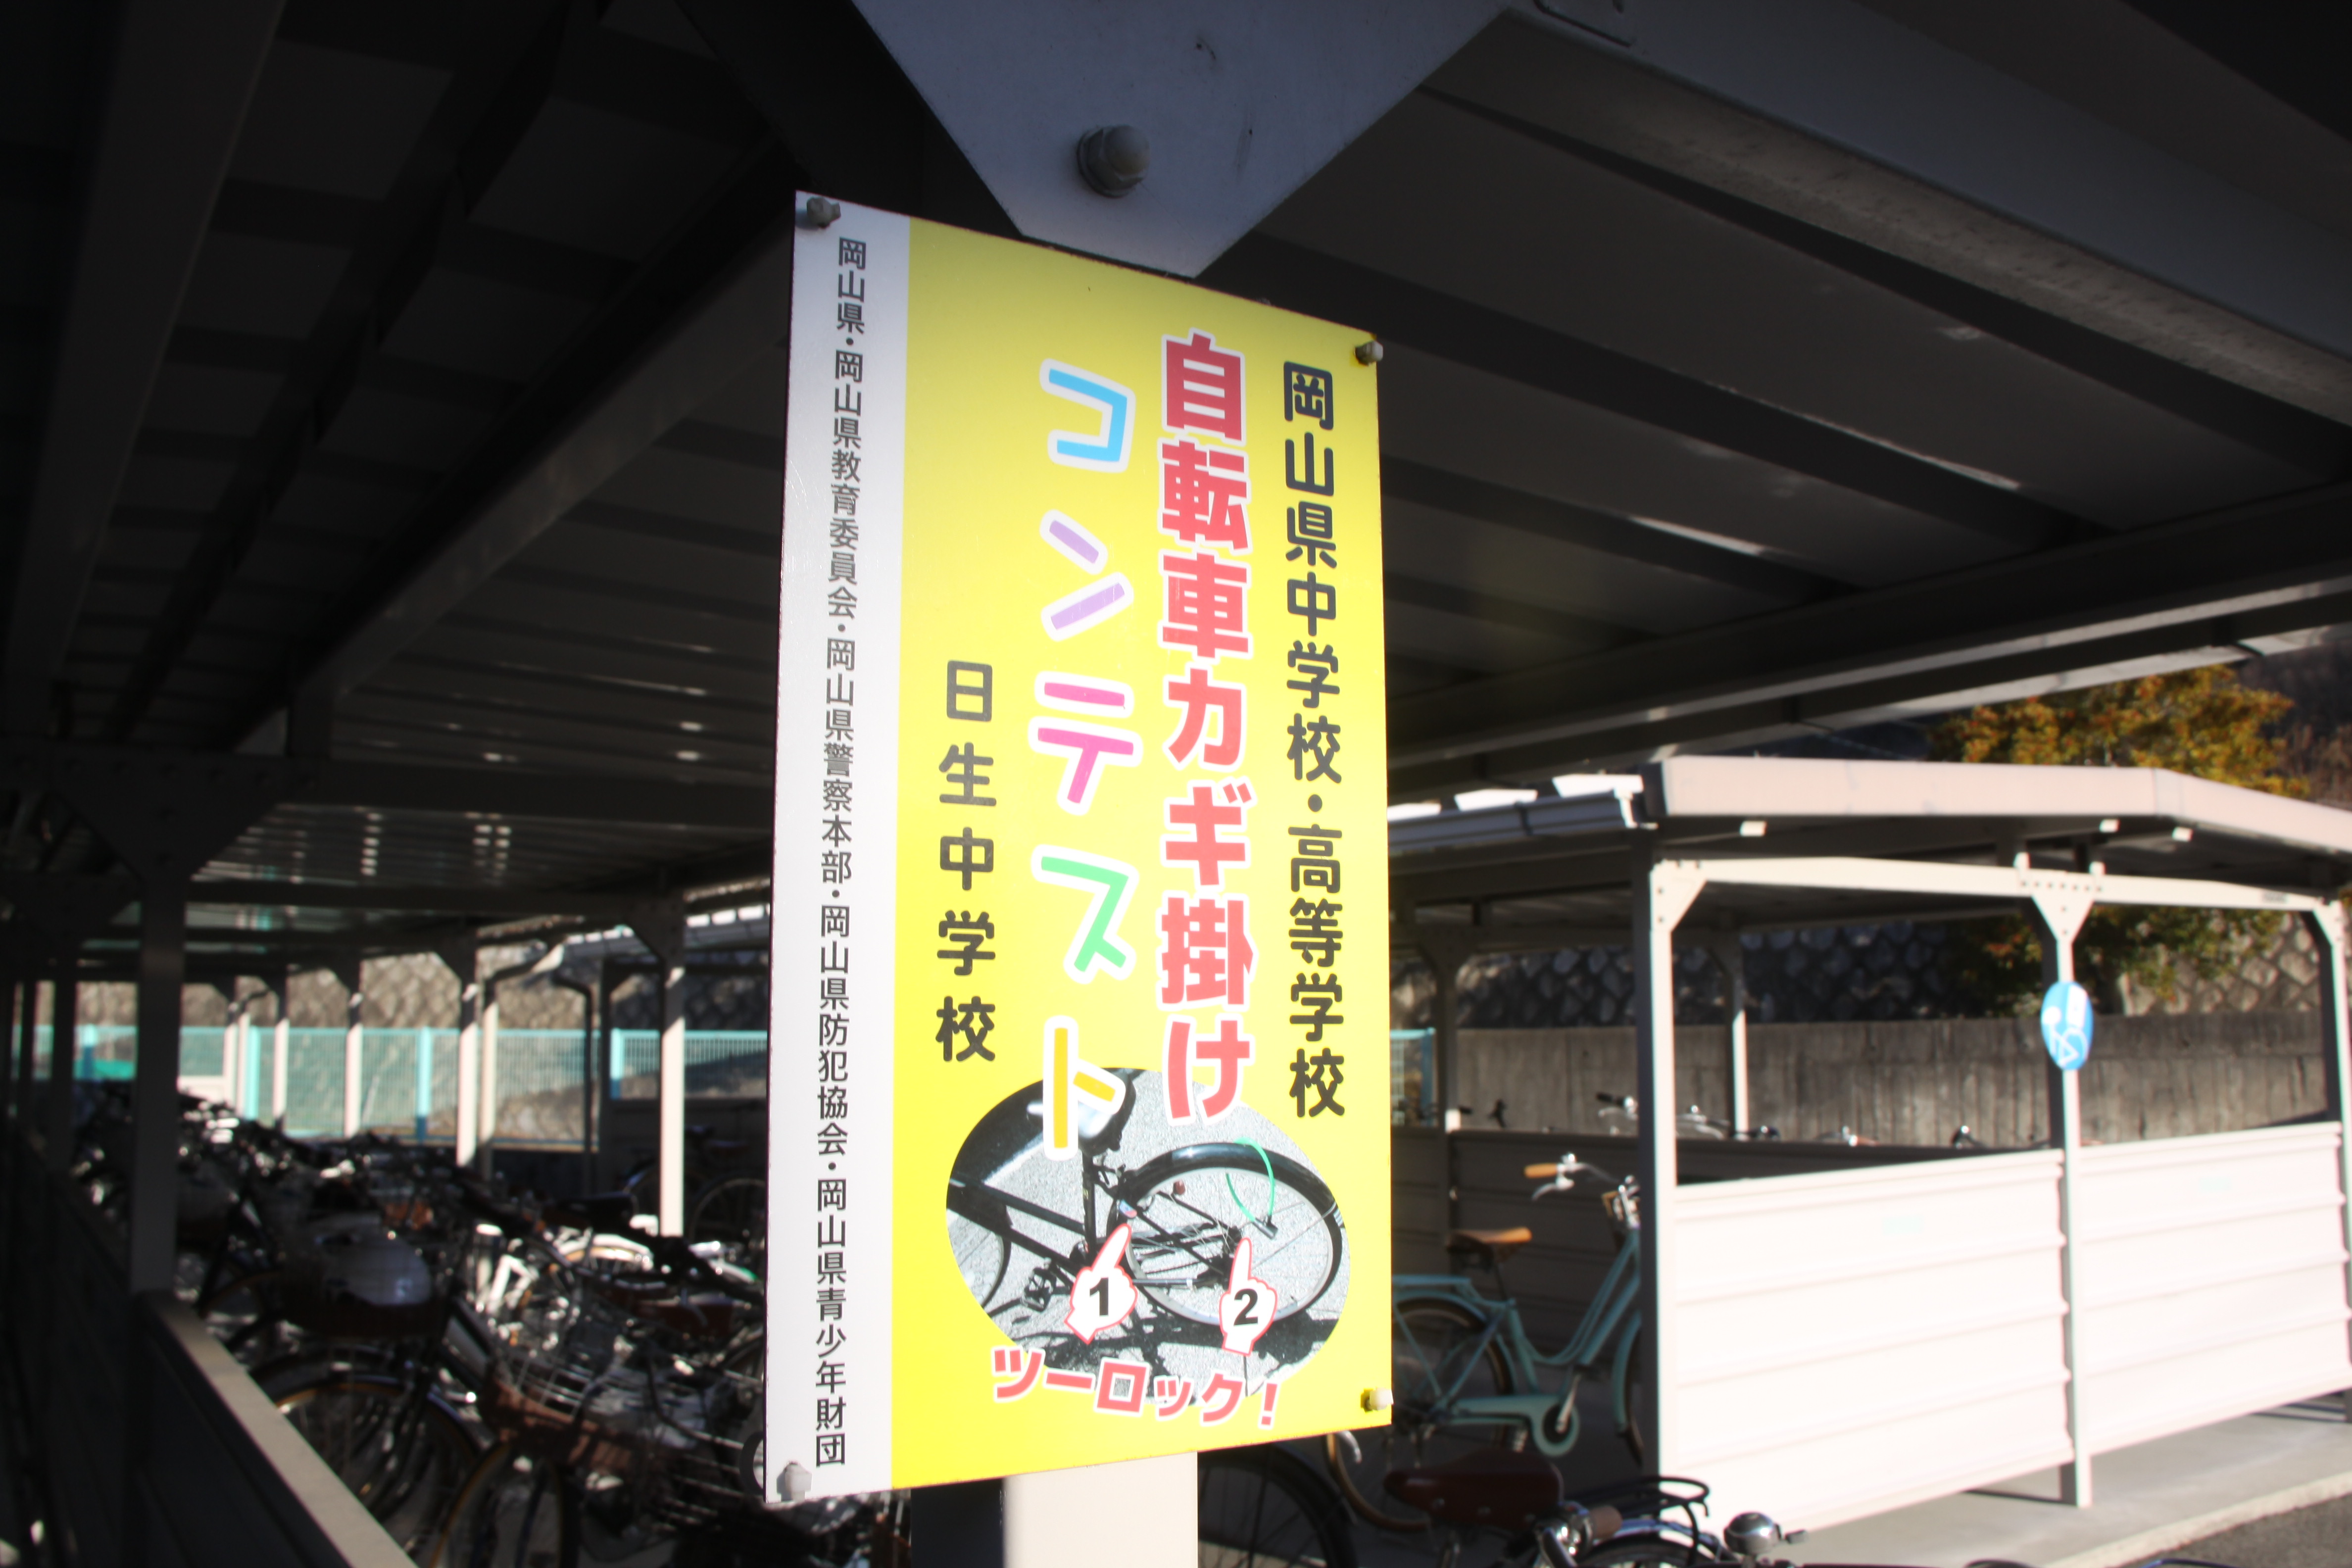 岡山県中学校・高等学校
自転車カギ掛け
コンテスト
日生中学校
1
2
ツーロック!
岡山県・岡山県教育委員会・岡山県警察本部・岡山県防犯協会・岡山県青少年財団